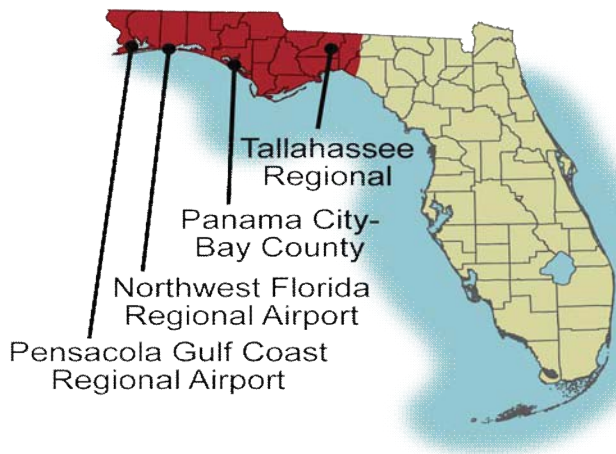 Tallahassee
Regional
Panama City-
Bay County
Northwest Florida
Regional Airport
Pensacola Gulf Coast
Regional Airport